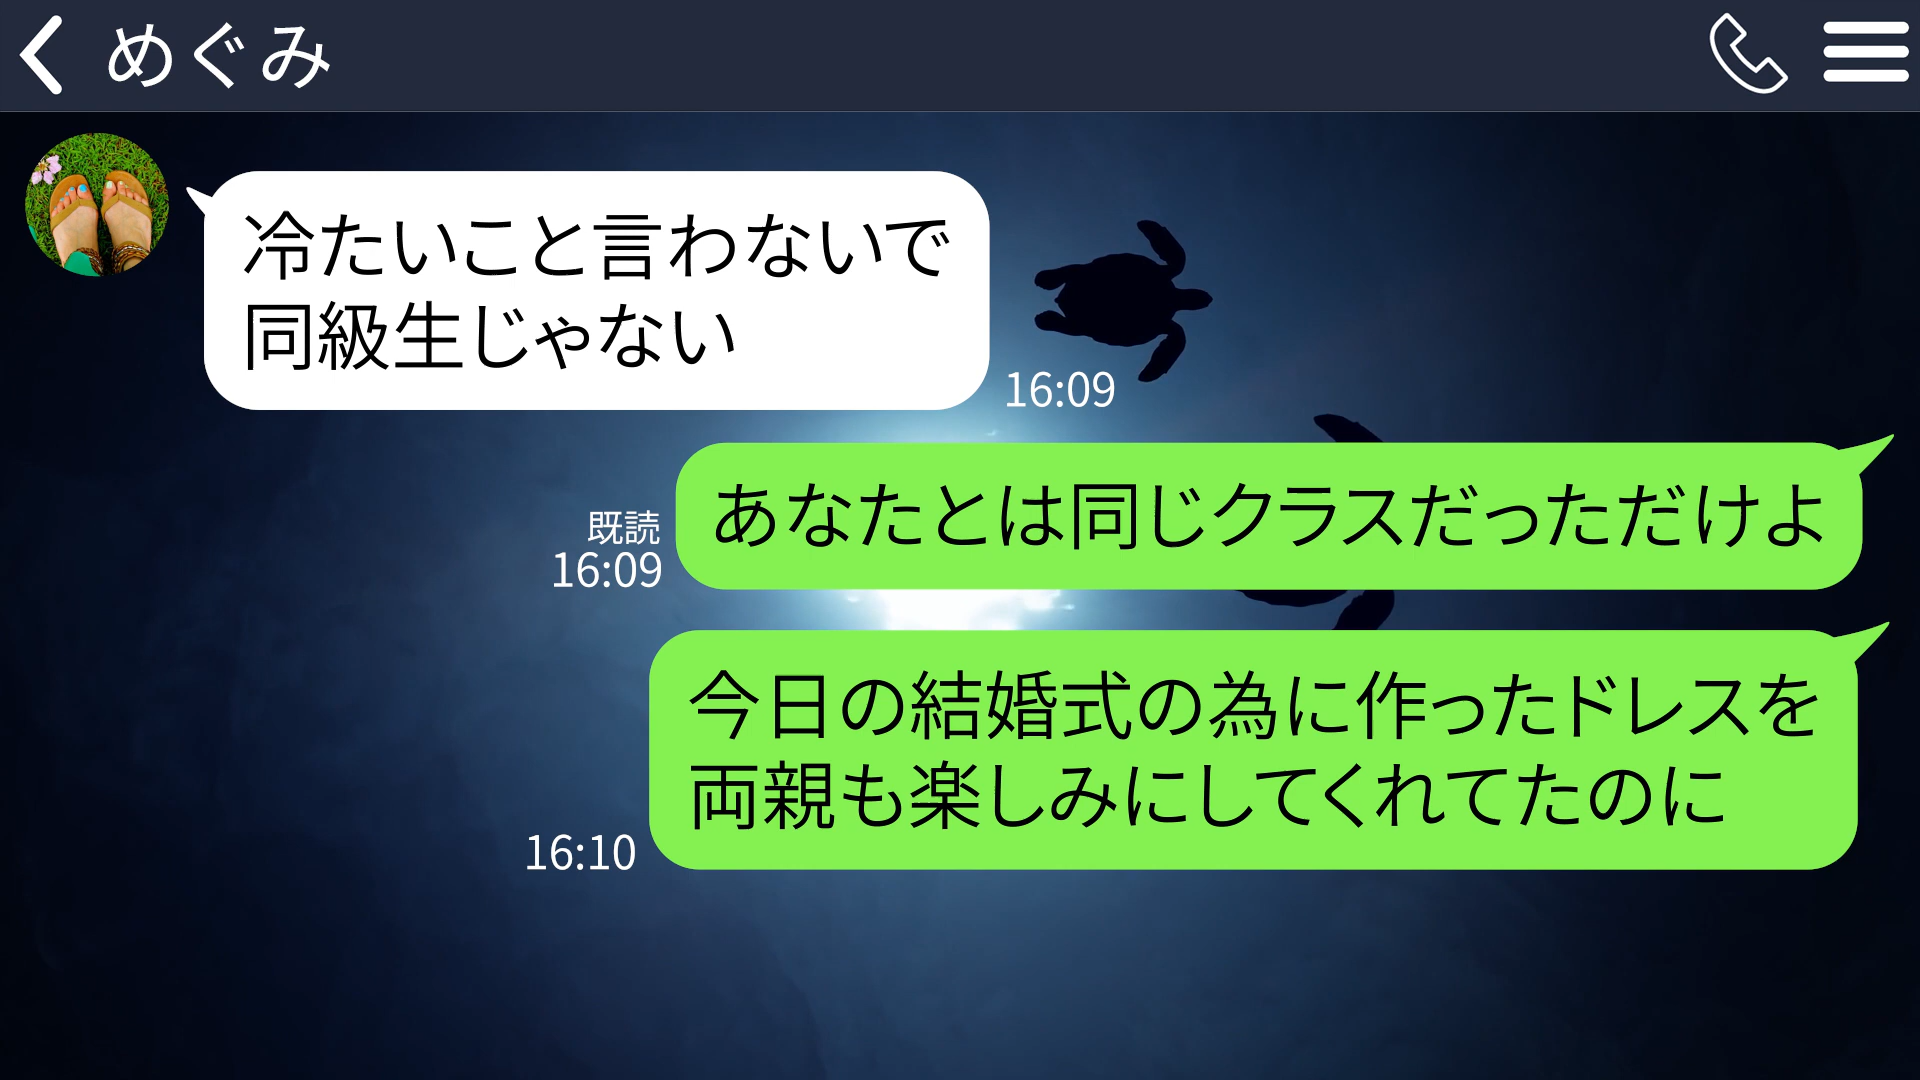 めぐみ
冷たいこと言わないで
同級生じゃない
16:09
あなたとは同じクラスだっただけよ
既読
16:09
今日の結婚式の為に作ったドレスを
両親も楽しみにしてくれてたのに
16:10